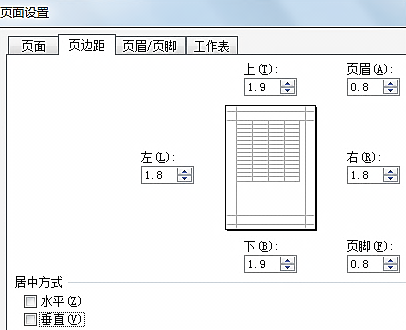 页面设置
页面 页边距 页眉/页脚 工作表
上(T): 页眉(A):
1.9 0.8
左(L): 右(R):
1.8 1.8
下(B): 页脚(F):
1.9 0.8
居中方式
水平(Z)
垂直(V)